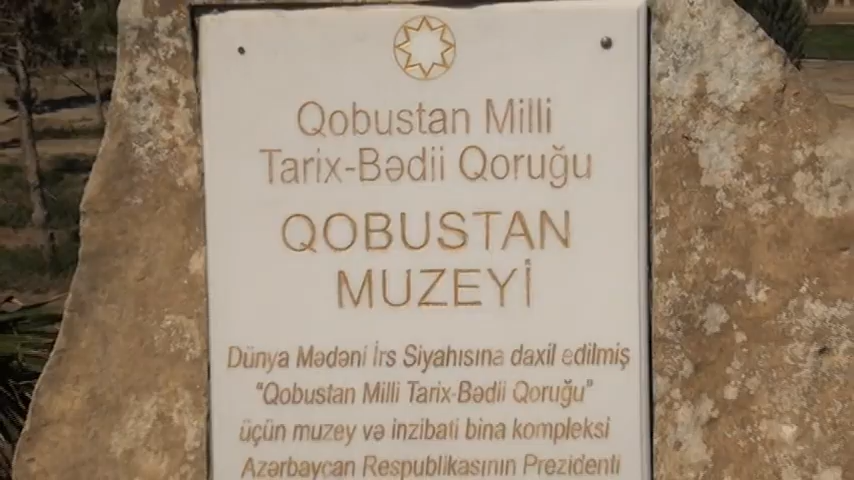 Qobustan Milli
Tarix-Bədii Qoruğu
QOBUSTAN
MUZEYİ
Dünya Mədəni İrs Siyahısına daxil edilmiş
“Qobustan Milli Tarix-Bədii Qoruğu”
üçün muzey və inzibati bina kompleksi
Azərbaycan Respublikasının Prezidenti